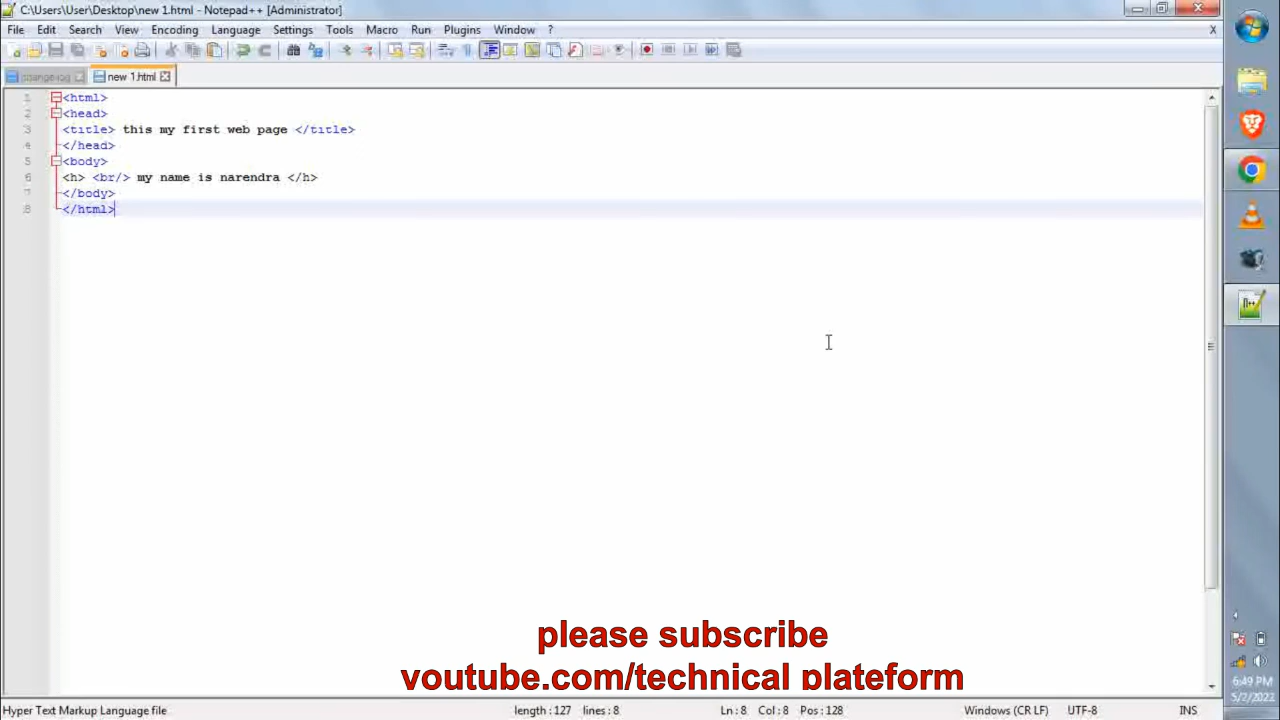 C:\Users\User\Desktop\new 1.html - Notepad++ [Administrator]
File Edit Search View Encoding Language Settings Tools Macro Run Plugins Window ? X
change.log new 1.html
1 <html>
2 <head>
3 <title> this my first web page </title>
4 </head>
5 <body>
6 <h> <br/> my name is narendra </h>
7 </body>
8 </html>
please subscribe
youtube.com/technical plateform
6:49 PM
Hyper Text Markup Language file length:127 lines:8 Ln:8 Col:8 Pos:128 Windows (CR LF) UTF-8 INS